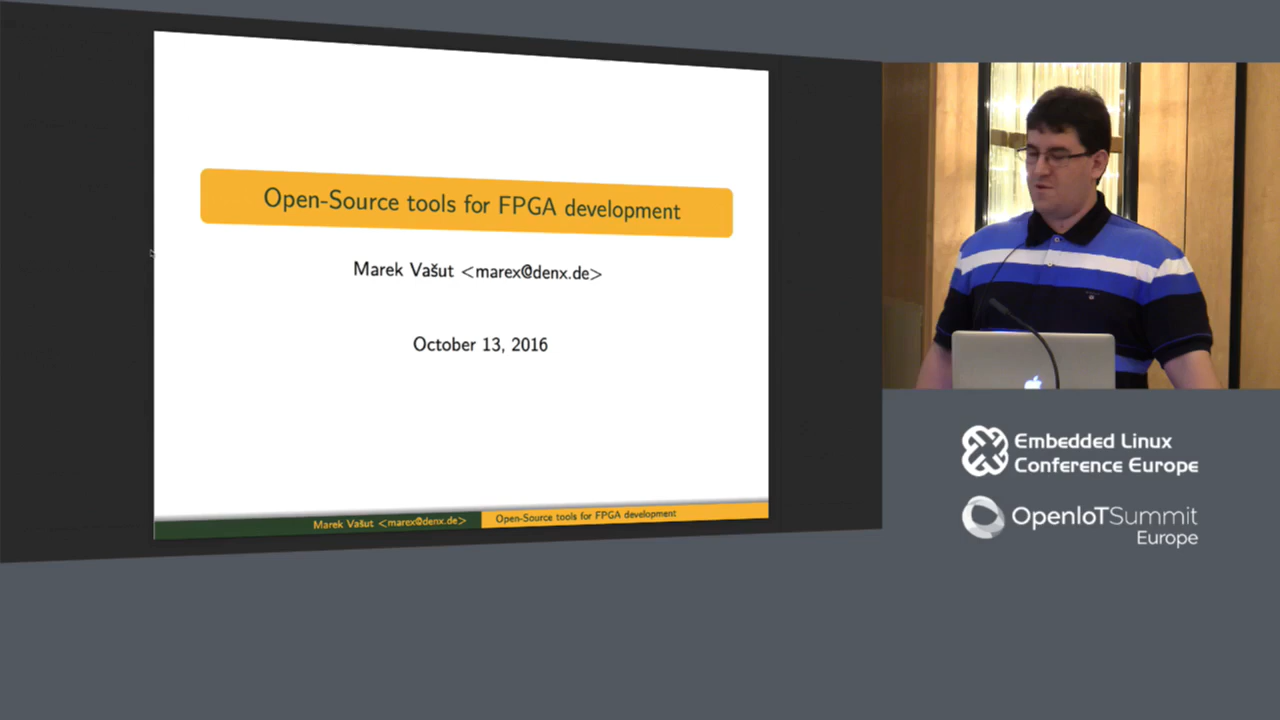 Open-Source tools for FPGA development
Marek Vašut <marex@denx.de>
October 13, 2016
Marek Vašut <marex@denx.de>
Open-Source tools for FPGA development
Embedded Linux
Conference Europe
OpenIoTSummit
Europe